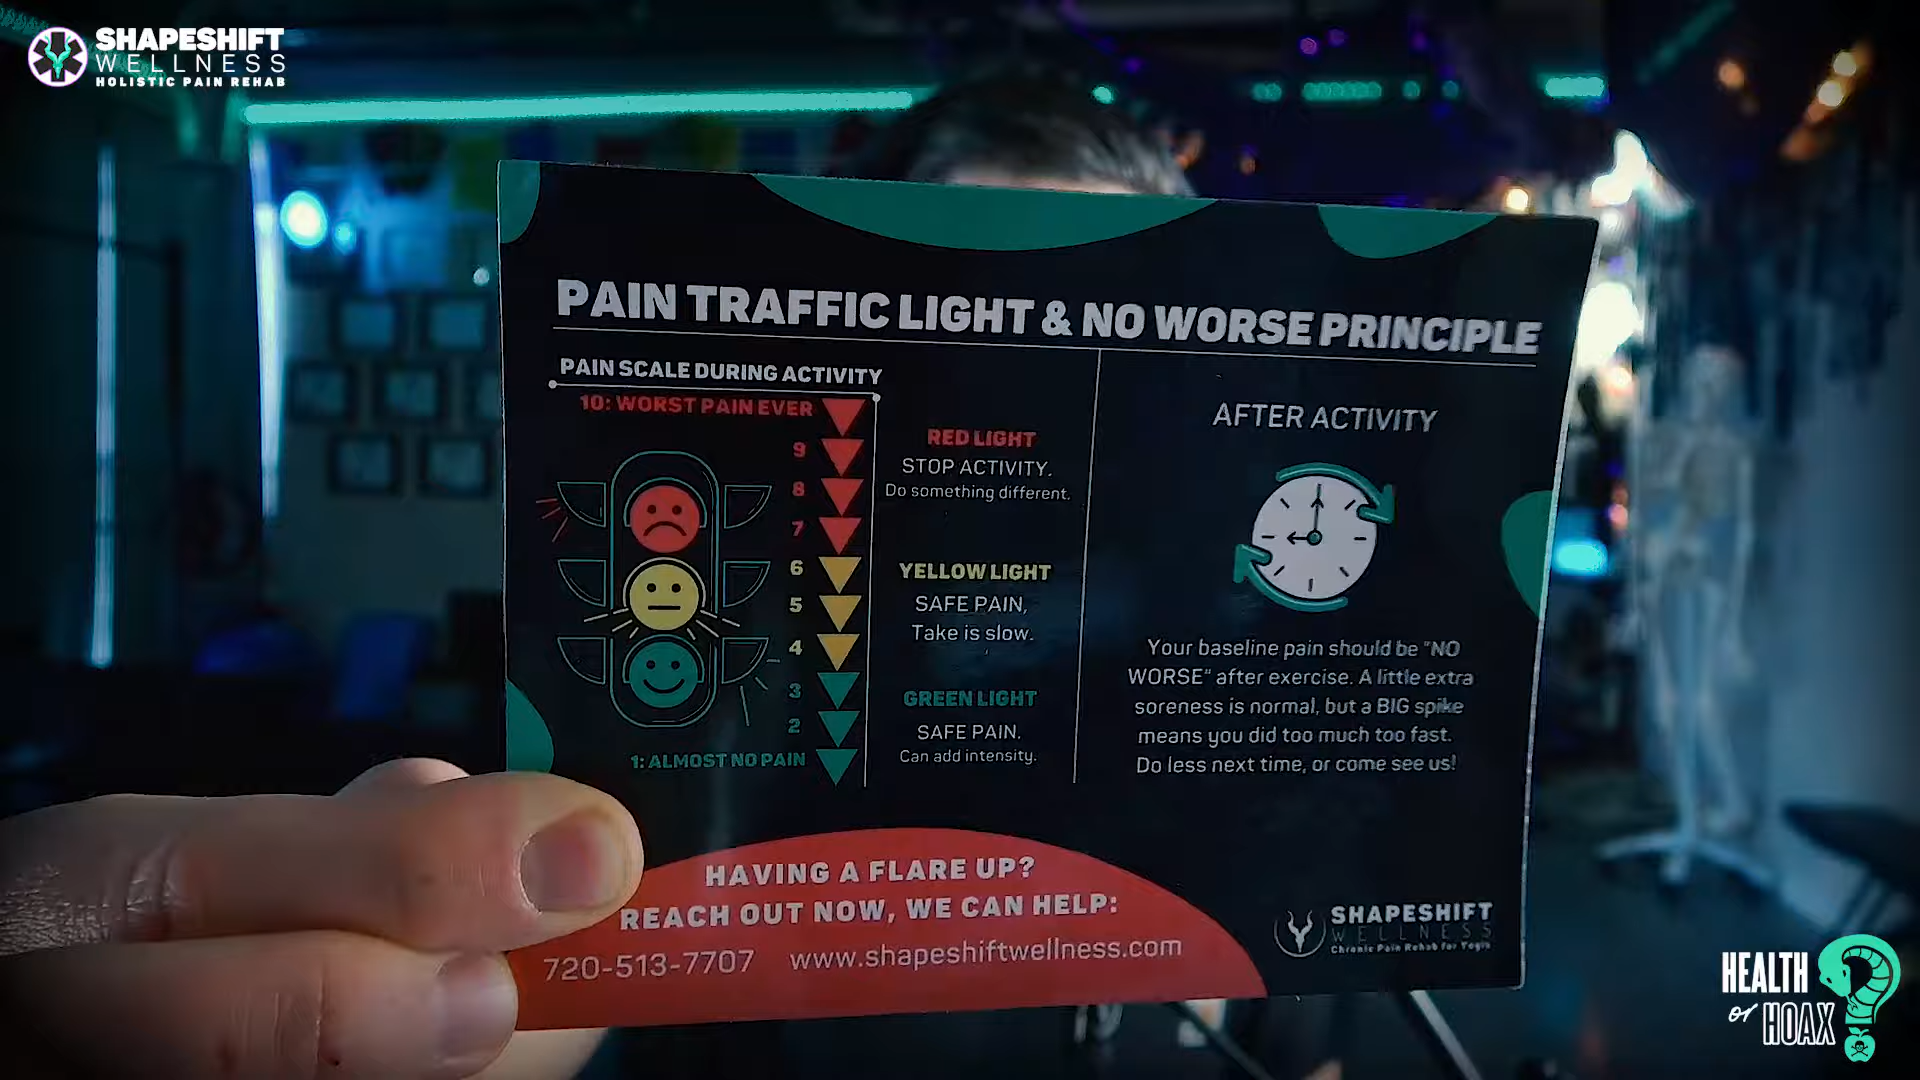 SHAPESHIFT
WELLNESS
HOLISTIC PAIN REHAB
PAIN TRAFFIC LIGHT & NO WORSE PRINCIPLE
PAIN SCALE DURING ACTIVITY
10: WORST PAIN EVER
9
8
7
6
5
4
3
2
1: ALMOST NO PAIN
RED LIGHT
STOP ACTIVITY.
Do something different.
YELLOW LIGHT
SAFE PAIN,
Take is slow.
GREEN LIGHT
SAFE PAIN.
Can add intensity.
AFTER ACTIVITY
Your baseline pain should be "NO
WORSE" after exercise. A little extra
soreness is normal, but a BIG spike
means you did too much too fast.
Do less next time, or come see us!
HAVING A FLARE UP?
REACH OUT NOW, WE CAN HELP:
720-513-7707 www.shapeshiftwellness.com
SHAPESHIFT
WELLNESS
Chronic Pain Rehab for Yogis
HEALTH
or HOAX